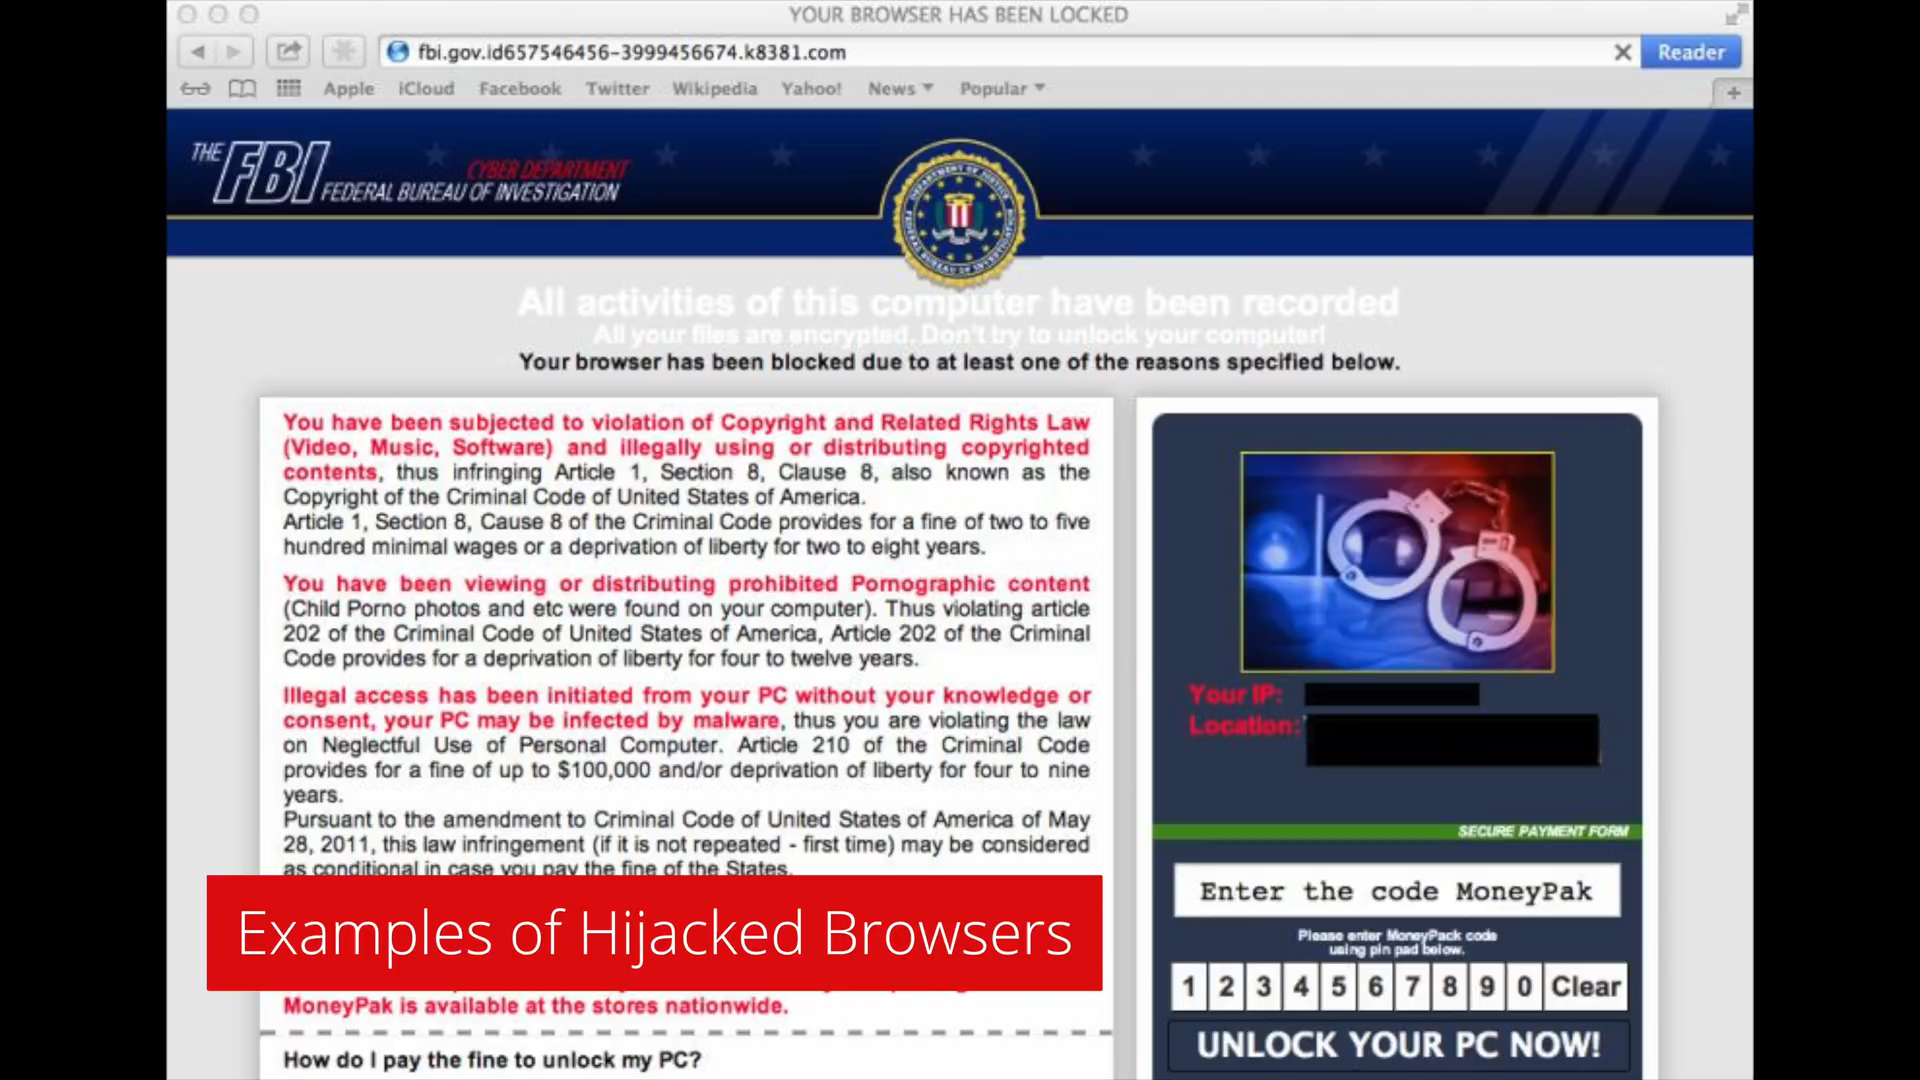 YOUR BROWSER HAS BEEN LOCKED
fbi.gov.id657546456-3999456674.k8381.com
Reader
Apple iCloud Facebook Twitter Wikipedia Yahoo! News Popular
THE FBI CYBER DEPARTMENT
FEDERAL BUREAU OF INVESTIGATION
All activities of this computer have been recorded
All your files are encrypted. Don't try to unlock your computer!
Your browser has been blocked due to at least one of the reasons specified below.
You have been subjected to violation of Copyright and Related Rights Law
(Video, Music, Software) and illegally using or distributing copyrighted
contents, thus infringing Article 1, Section 8, Clause 8, also known as the
Copyright of the Criminal Code of United States of America.
Article 1, Section 8, Cause 8 of the Criminal Code provides for a fine of two to five
hundred minimal wages or a deprivation of liberty for two to eight years.
You have been viewing or distributing prohibited Pornographic content
(Child Porno photos and etc were found on your computer). Thus violating article
202 of the Criminal Code of United States of America, Article 202 of the Criminal
Code provides for a deprivation of liberty for four to twelve years.
Illegal access has been initiated from your PC without your knowledge or
consent, your PC may be infected by malware, thus you are violating the law
on Neglectful Use of Personal Computer. Article 210 of the Criminal Code
provides for a fine of up to $100,000 and/or deprivation of liberty for four to nine
years.
Pursuant to the amendment to Criminal Code of United States of America of May
28, 2011, this law infringement (if it is not repeated - first time) may be considered
as conditional in case you pay the fine of the States.
Examples of Hijacked Browsers
MoneyPak is available at the stores nationwide.
How do I pay the fine to unlock my PC?
Your IP:
Location:
SECURE PAYMENT FORM
Enter the code MoneyPak
Please enter MoneyPack code
using pin pad below.
1 2 3 4 5 6 7 8 9 0 Clear
UNLOCK YOUR PC NOW!